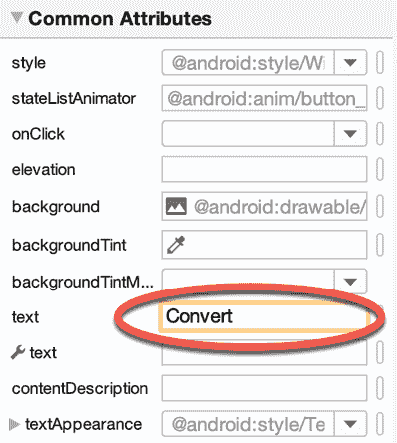 Common Attributes
style @android:style/Wi
stateListAnimator @android:anim/button_
onClick
elevation
background @android:drawable/
backgroundTint
backgroundTintM...
text Convert
text
contentDescription
textAppearance @android:style/Te